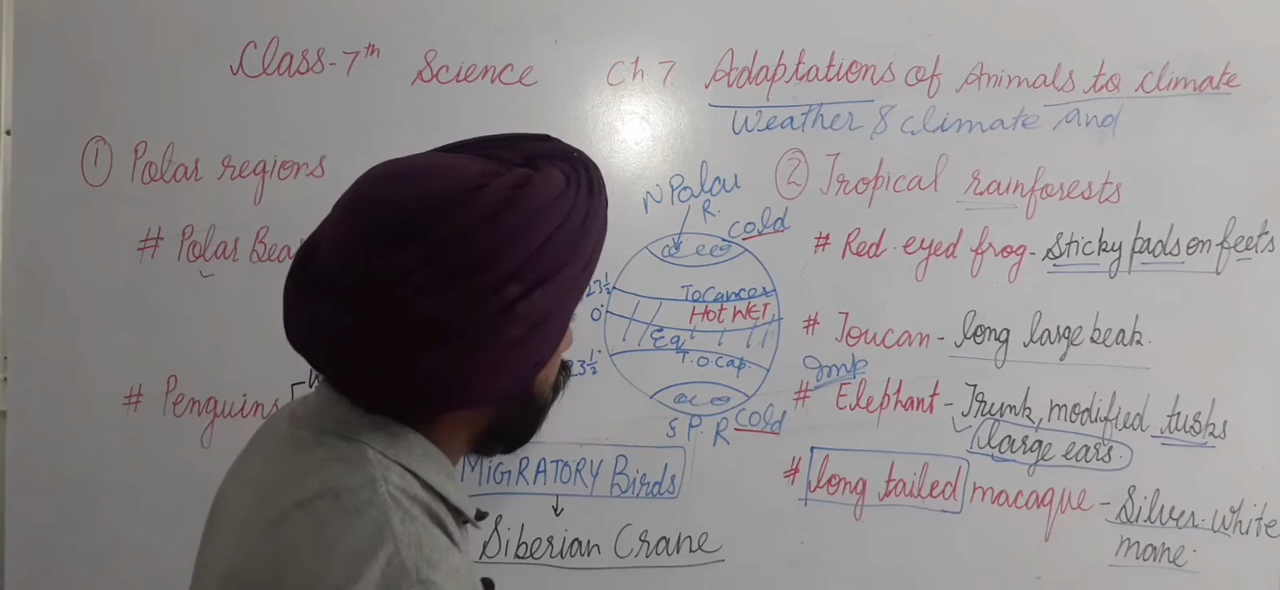 Class-7th Science Ch 7. Adaptations of Animals to climate
Weather & climate and
① Polar regions
# Polar Bea
# Penguins
N Polar
R.
cold
23½
0°
23½°
T.O Cancer
Hot WET
Eq
T.O.Cap.
S P. R cold
MIGRATORY Birds
↓
Siberian Crane
② Tropical rainforests
# Red eyed frog - Sticky pads on feets
# Toucan - long large beak.
Imp
# Elephant - Trunk, modified tusks
large ears.
# long tailed macaque - Silver-white
mane.